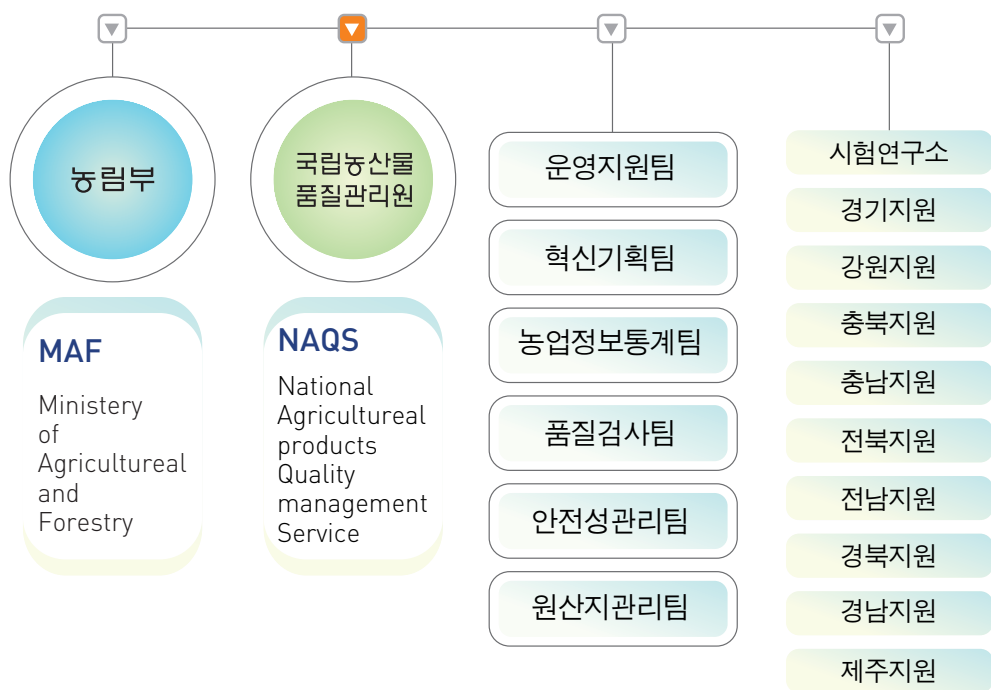 농림부
MAF
Ministery
of
Agricultureal
and
Forestry
국립농산물
품질관리원
NAQS
National
Agricultureal
products
Quality
management
Service
운영지원팀
혁신기획팀
농업정보통계팀
품질검사팀
안전성관리팀
원산지관리팀
시험연구소
경기지원
강원지원
충북지원
충남지원
전북지원
전남지원
경북지원
경남지원
제주지원